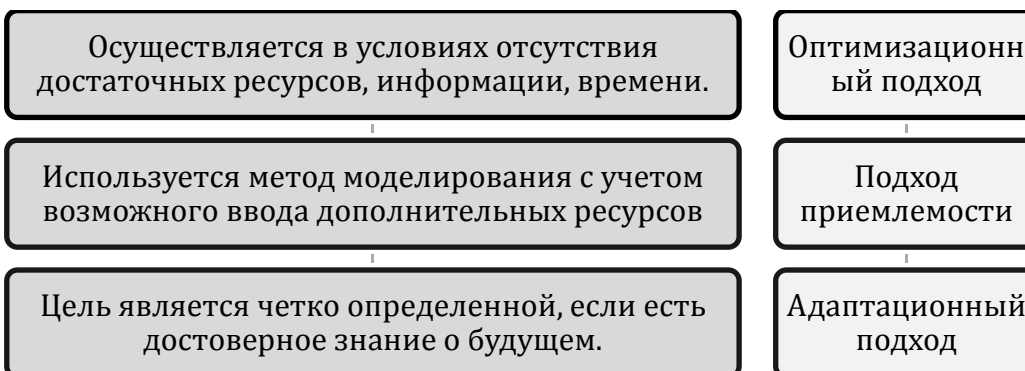 Осуществляется в условиях отсутствия
достаточных ресурсов, информации, времени.
Оптимизационн
ый подход
Используется метод моделирования с учетом
возможного ввода дополнительных ресурсов
Подход
приемлемости
Цель является четко определенной, если есть
достоверное знание о будущем.
Адаптационный
подход